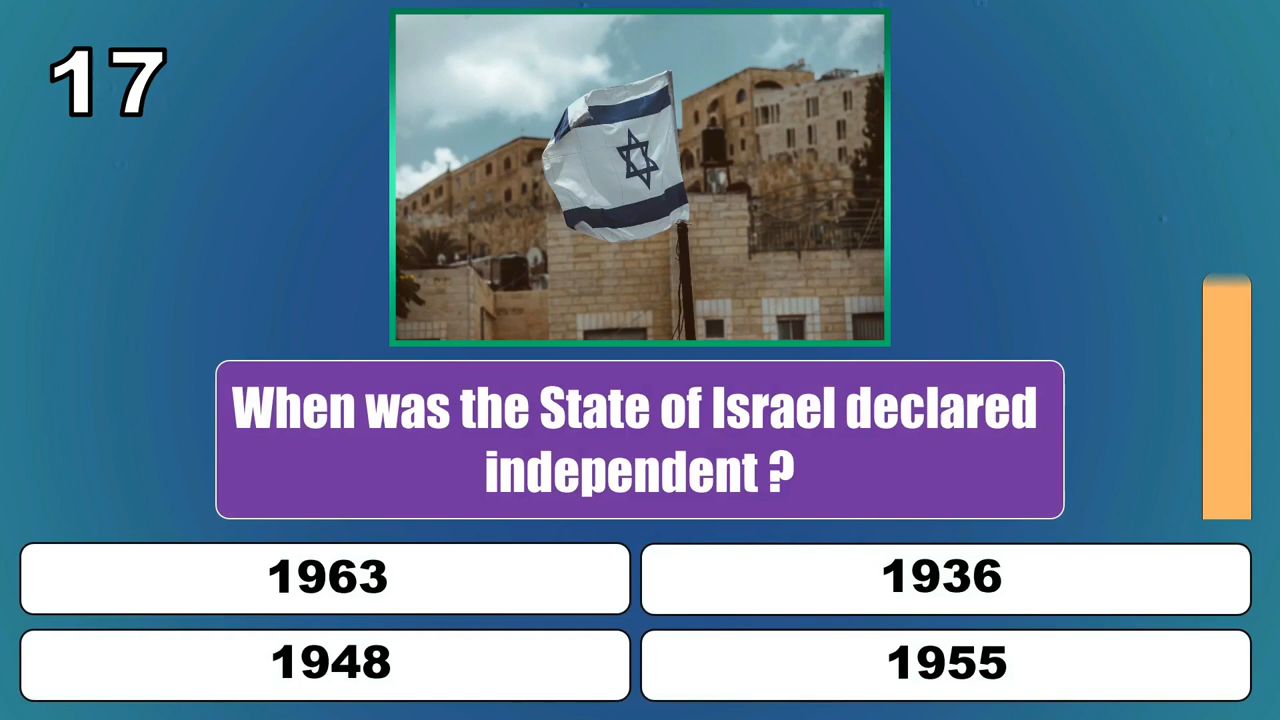 17
When was the State of Israel declared
independent ?
1963
1936
1948
1955